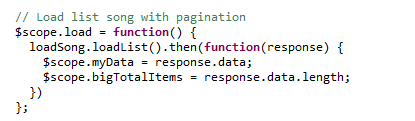 // Load list song with pagination
$scope.load = function() {
  loadSong.loadList().then(function(response) {
    $scope.myData = response.data;
    $scope.bigTotalItems = response.data.length;
  })
};